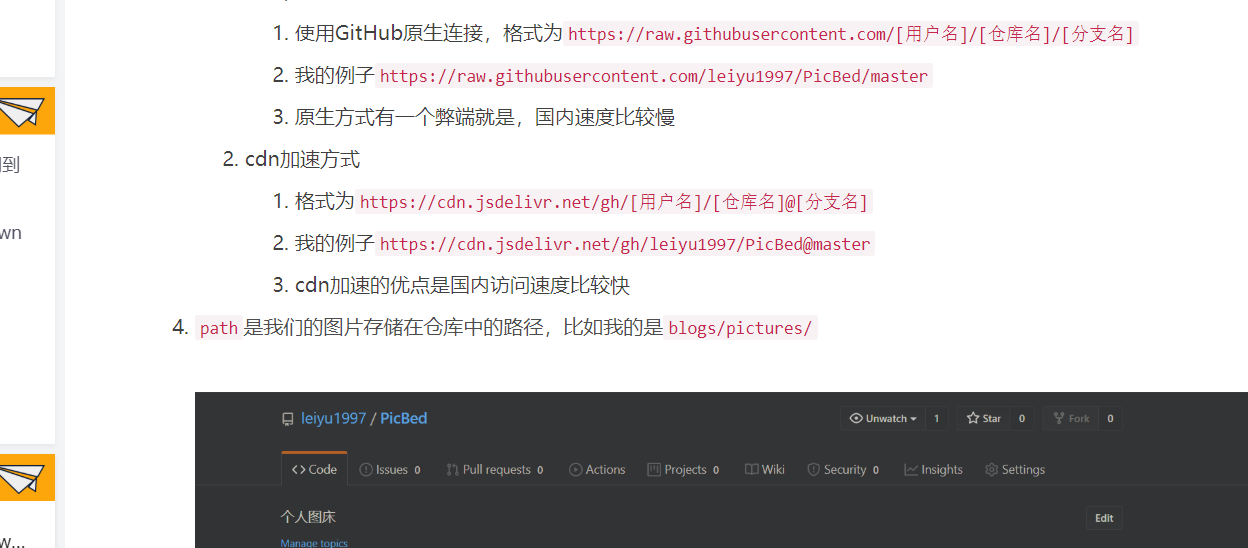 1. 使用GitHub原生连接，格式为 https://raw.githubusercontent.com/[用户名]/[仓库名]/[分支名]
2. 我的例子 https://raw.githubusercontent.com/leiyu1997/PicBed/master
3. 原生方式有一个弊端就是，国内速度比较慢
2. cdn加速方式
到
1. 格式为 https://cdn.jsdelivr.net/gh/[用户名]/[仓库名]@[分支名]
wn
2. 我的例子 https://cdn.jsdelivr.net/gh/leiyu1997/PicBed@master
3. cdn加速的优点是国内访问速度比较快
4. path 是我们的图片存储在仓库中的路径，比如我的是 blogs/pictures/
leiyu1997 / PicBed Unwatch 1 Star 0 Fork 0
Code Issues 0 Pull requests 0 Actions Projects 0 Wiki Security 0 Insights Settings
个人图床 Edit
w...
Manage topics